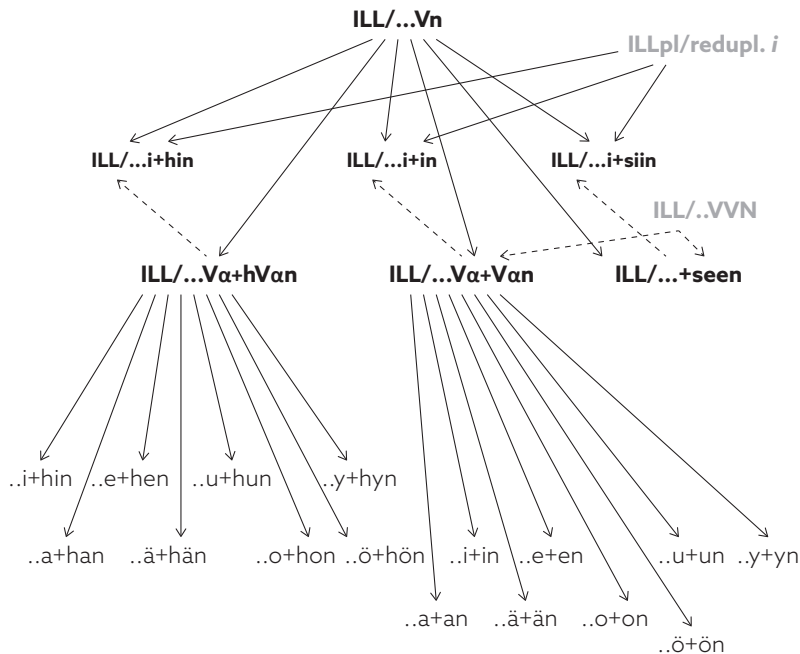 ILL/...Vn
ILLpl/redupl. i
ILL/...i+hin ILL/...i+in ILL/...i+siin
ILL/..VVN
ILL/...Vα+hVαn ILL/...Vα+Vαn ILL/...+seen
..i+hin ..e+hen ..u+hun ..y+hyn
..a+han ..ä+hän ..o+hon ..ö+hön ..i+in ..e+en ..u+un ..y+yn
..a+an ..ä+än ..o+on
..ö+ön